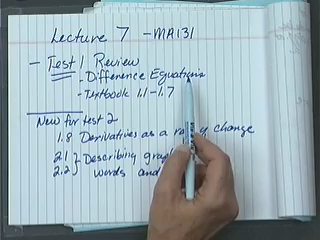 Lecture 7 - MA131
- Test 1 Review
- Difference Equations
- Textbook 1.1 - 1.7
New for test 2
1.8 Derivatives as a rate of change
2.1 } Describing
2.2 words and